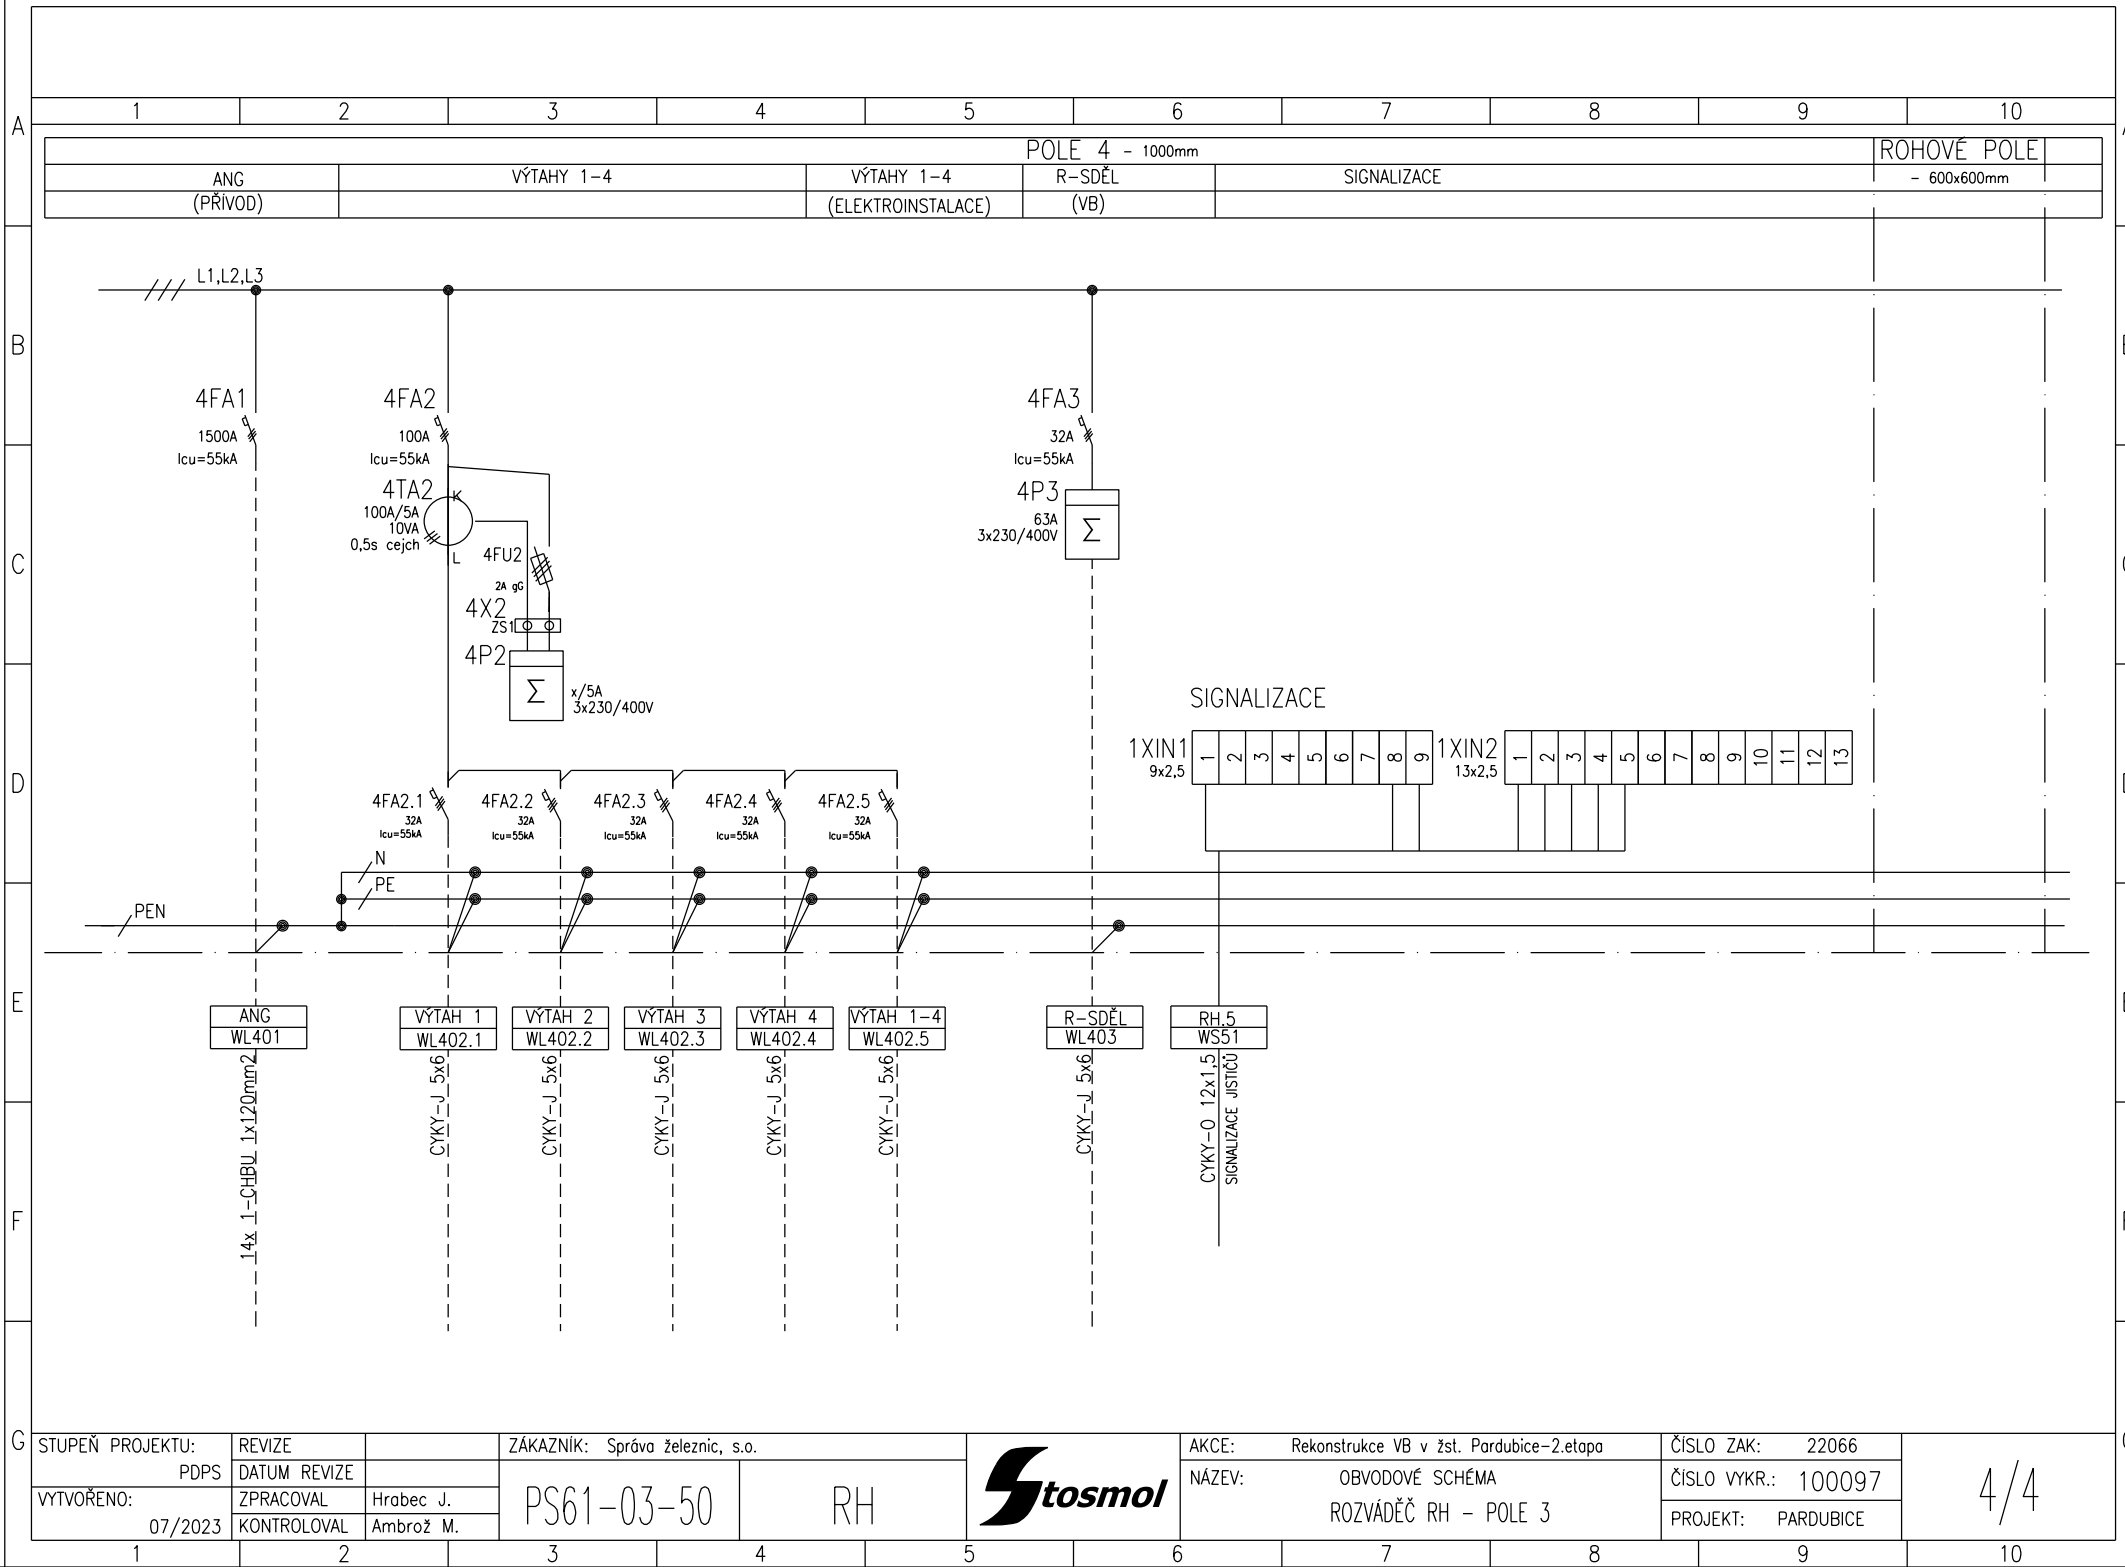 1 2 3 4 5 6 7 8 9 10
A
POLE 4 - 1000mm
ROHOVÉ POLE
- 600x600mm
ANG
(PŘÍVOD)
VÝTAHY 1-4
VÝTAHY 1-4
(ELEKTROINSTALACE)
R-SDĚL
(VB)
SIGNALIZACE
L1,L2,L3
B
4FA1
1500A
Icu=55kA
4FA2
100A
Icu=55kA
4FA3
32A
Icu=55kA
4TA2
K
100A/5A
10VA
0,5s cejch
L
4P3
63A
3x230/400V
Σ
C
4FU2
2A gG
4X2
ZS1
4P2
Σ
x/5A
3x230/400V
SIGNALIZACE
1XIN1
9x2,5
1 2 3 4 5 6 7 8 9
1XIN2
13x2,5
1 2 3 4 5 6 7 8 9 10 11 12 13
D
4FA2.1
32A
Icu=55kA
4FA2.2
32A
Icu=55kA
4FA2.3
32A
Icu=55kA
4FA2.4
32A
Icu=55kA
4FA2.5
32A
Icu=55kA
N
PE
PEN
E
ANG
WL401
14x 1-CHBU 1x120mm2
VÝTAH 1
WL402.1
CYKY-J 5x6
VÝTAH 2
WL402.2
CYKY-J 5x6
VÝTAH 3
WL402.3
CYKY-J 5x6
VÝTAH 4
WL402.4
CYKY-J 5x6
VÝTAH 1-4
WL402.5
CYKY-J 5x6
R-SDĚL
WL403
CYKY-J 5x6
RH.5
WS51
CYKY-O 12x1,5
SIGNALIZACE JISTIČŮ
F
G
STUPEŇ PROJEKTU:
PDPS
VYTVOŘENO:
07/2023
REVIZE
DATUM REVIZE
ZPRACOVAL Hrabec J.
KONTROLOVAL Ambrož M.
ZÁKAZNÍK: Správa železnic, s.o.
PS61-03-50
RH
Stosmol
AKCE: Rekonstrukce VB v žst. Pardubice-2.etapa
NÁZEV: OBVODOVÉ SCHÉMA
ROZVÁDĚČ RH - POLE 3
ČÍSLO ZAK: 22066
ČÍSLO VYKR.: 100097
PROJEKT: PARDUBICE
4/4
1 2 3 4 5 6 7 8 9 10